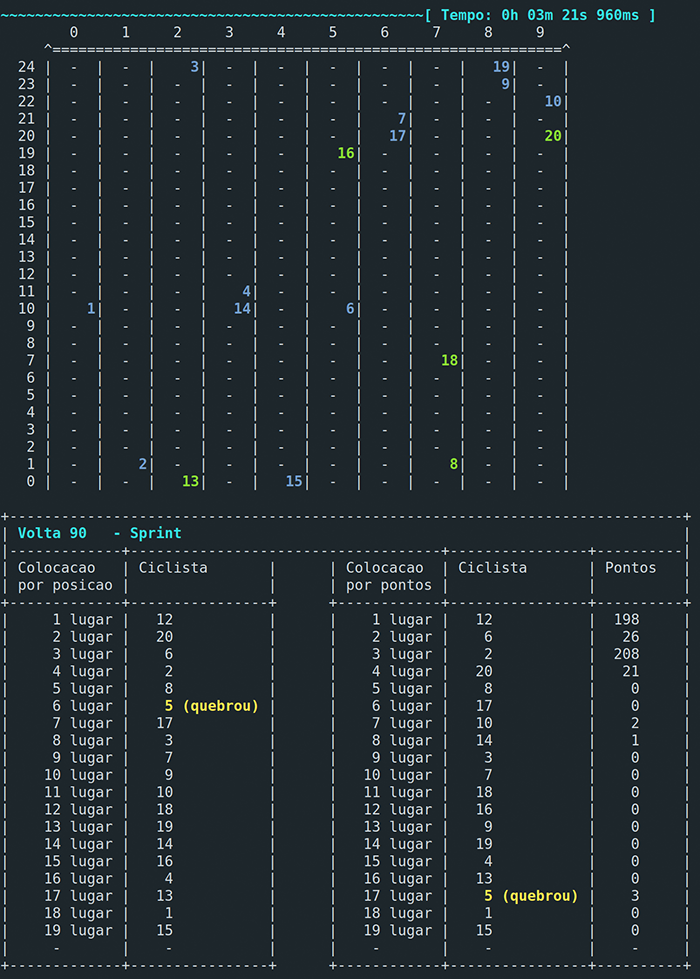 ~~~~~~~~~~~~~~~~~~~~~~~~~~~~~~~~~~~~~~~~~~~~~~~~~[ Tempo: 0h 03m 21s 960ms ]
0 1 2 3 4 5 6 7 8 9
^===========================================================^
24 | - | - | 3| - | - | - | - | - | 19| - |
23 | - | - | - | - | - | - | - | - | 9| - |
22 | - | - | - | - | - | - | - | - | - | 10|
21 | - | - | - | - | - | - | 7| - | - | - |
20 | - | - | - | - | - | - | 17| - | - | 20|
19 | - | - | - | - | - | 16| - | - | - | - |
18 | - | - | - | - | - | - | - | - | - | - |
17 | - | - | - | - | - | - | - | - | - | - |
16 | - | - | - | - | - | - | - | - | - | - |
15 | - | - | - | - | - | - | - | - | - | - |
14 | - | - | - | - | - | - | - | - | - | - |
13 | - | - | - | - | - | - | - | - | - | - |
12 | - | - | - | - | - | - | - | - | - | - |
11 | - | - | - | 4| - | - | - | - | - | - |
10 | 1| - | - | 14| - | 6| - | - | - | - |
9 | - | - | - | - | - | - | - | - | - | - |
8 | - | - | - | - | - | - | - | - | - | - |
7 | - | - | - | - | - | - | - | 18| - | - |
6 | - | - | - | - | - | - | - | - | - | - |
5 | - | - | - | - | - | - | - | - | - | - |
4 | - | - | - | - | - | - | - | - | - | - |
3 | - | - | - | - | - | - | - | - | - | - |
2 | - | - | - | - | - | - | - | - | - | - |
1 | - | 2| - | - | - | - | - | 8| - | - |
0 | - | - | 13| - | 15| - | - | - | - | - |
+------------------------------------------------------------------------------+
| Volta 90 - Sprint |
|-------------+------------------------------------+----------------+----------|
| Colocacao | Ciclista | | Colocacao | Ciclista | Pontos |
| por posicao | | | por pontos | | |
+-------------+----------------+ +------------+----------------+----------+
| 1 lugar | 12 | | 1 lugar | 12 | 198 |
| 2 lugar | 20 | | 2 lugar | 6 | 26 |
| 3 lugar | 6 | | 3 lugar | 2 | 208 |
| 4 lugar | 2 | | 4 lugar | 20 | 21 |
| 5 lugar | 8 | | 5 lugar | 8 | 0 |
| 6 lugar | 5 (quebrou) | | 6 lugar | 17 | 0 |
| 7 lugar | 17 | | 7 lugar | 10 | 2 |
| 8 lugar | 3 | | 8 lugar | 14 | 1 |
| 9 lugar | 7 | | 9 lugar | 3 | 0 |
| 10 lugar | 9 | | 10 lugar | 7 | 0 |
| 11 lugar | 10 | | 11 lugar | 18 | 0 |
| 12 lugar | 18 | | 12 lugar | 16 | 0 |
| 13 lugar | 19 | | 13 lugar | 9 | 0 |
| 14 lugar | 14 | | 14 lugar | 19 | 0 |
| 15 lugar | 16 | | 15 lugar | 4 | 0 |
| 16 lugar | 4 | | 16 lugar | 13 | 0 |
| 17 lugar | 13 | | 17 lugar | 5 (quebrou) | 3 |
| 18 lugar | 1 | | 18 lugar | 1 | 0 |
| 19 lugar | 15 | | 19 lugar | 15 | 0 |
| - | - | | - | - | - |
+-------------+----------------+ +------------+----------------+----------+